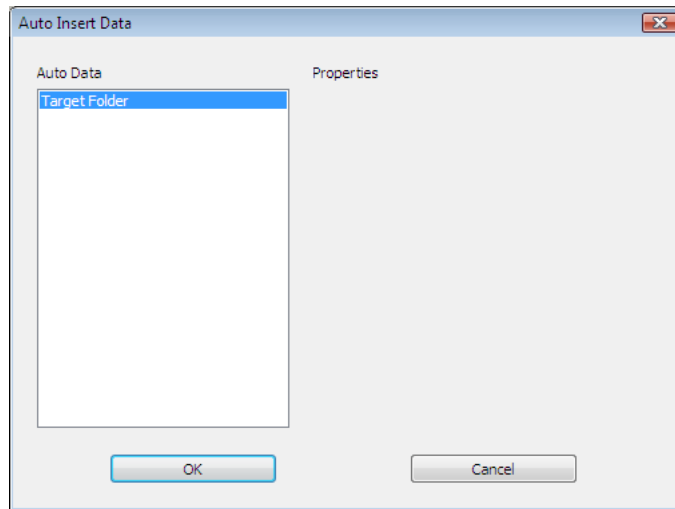 Auto Insert Data
Auto Data
Properties
Target Folder
OK
Cancel